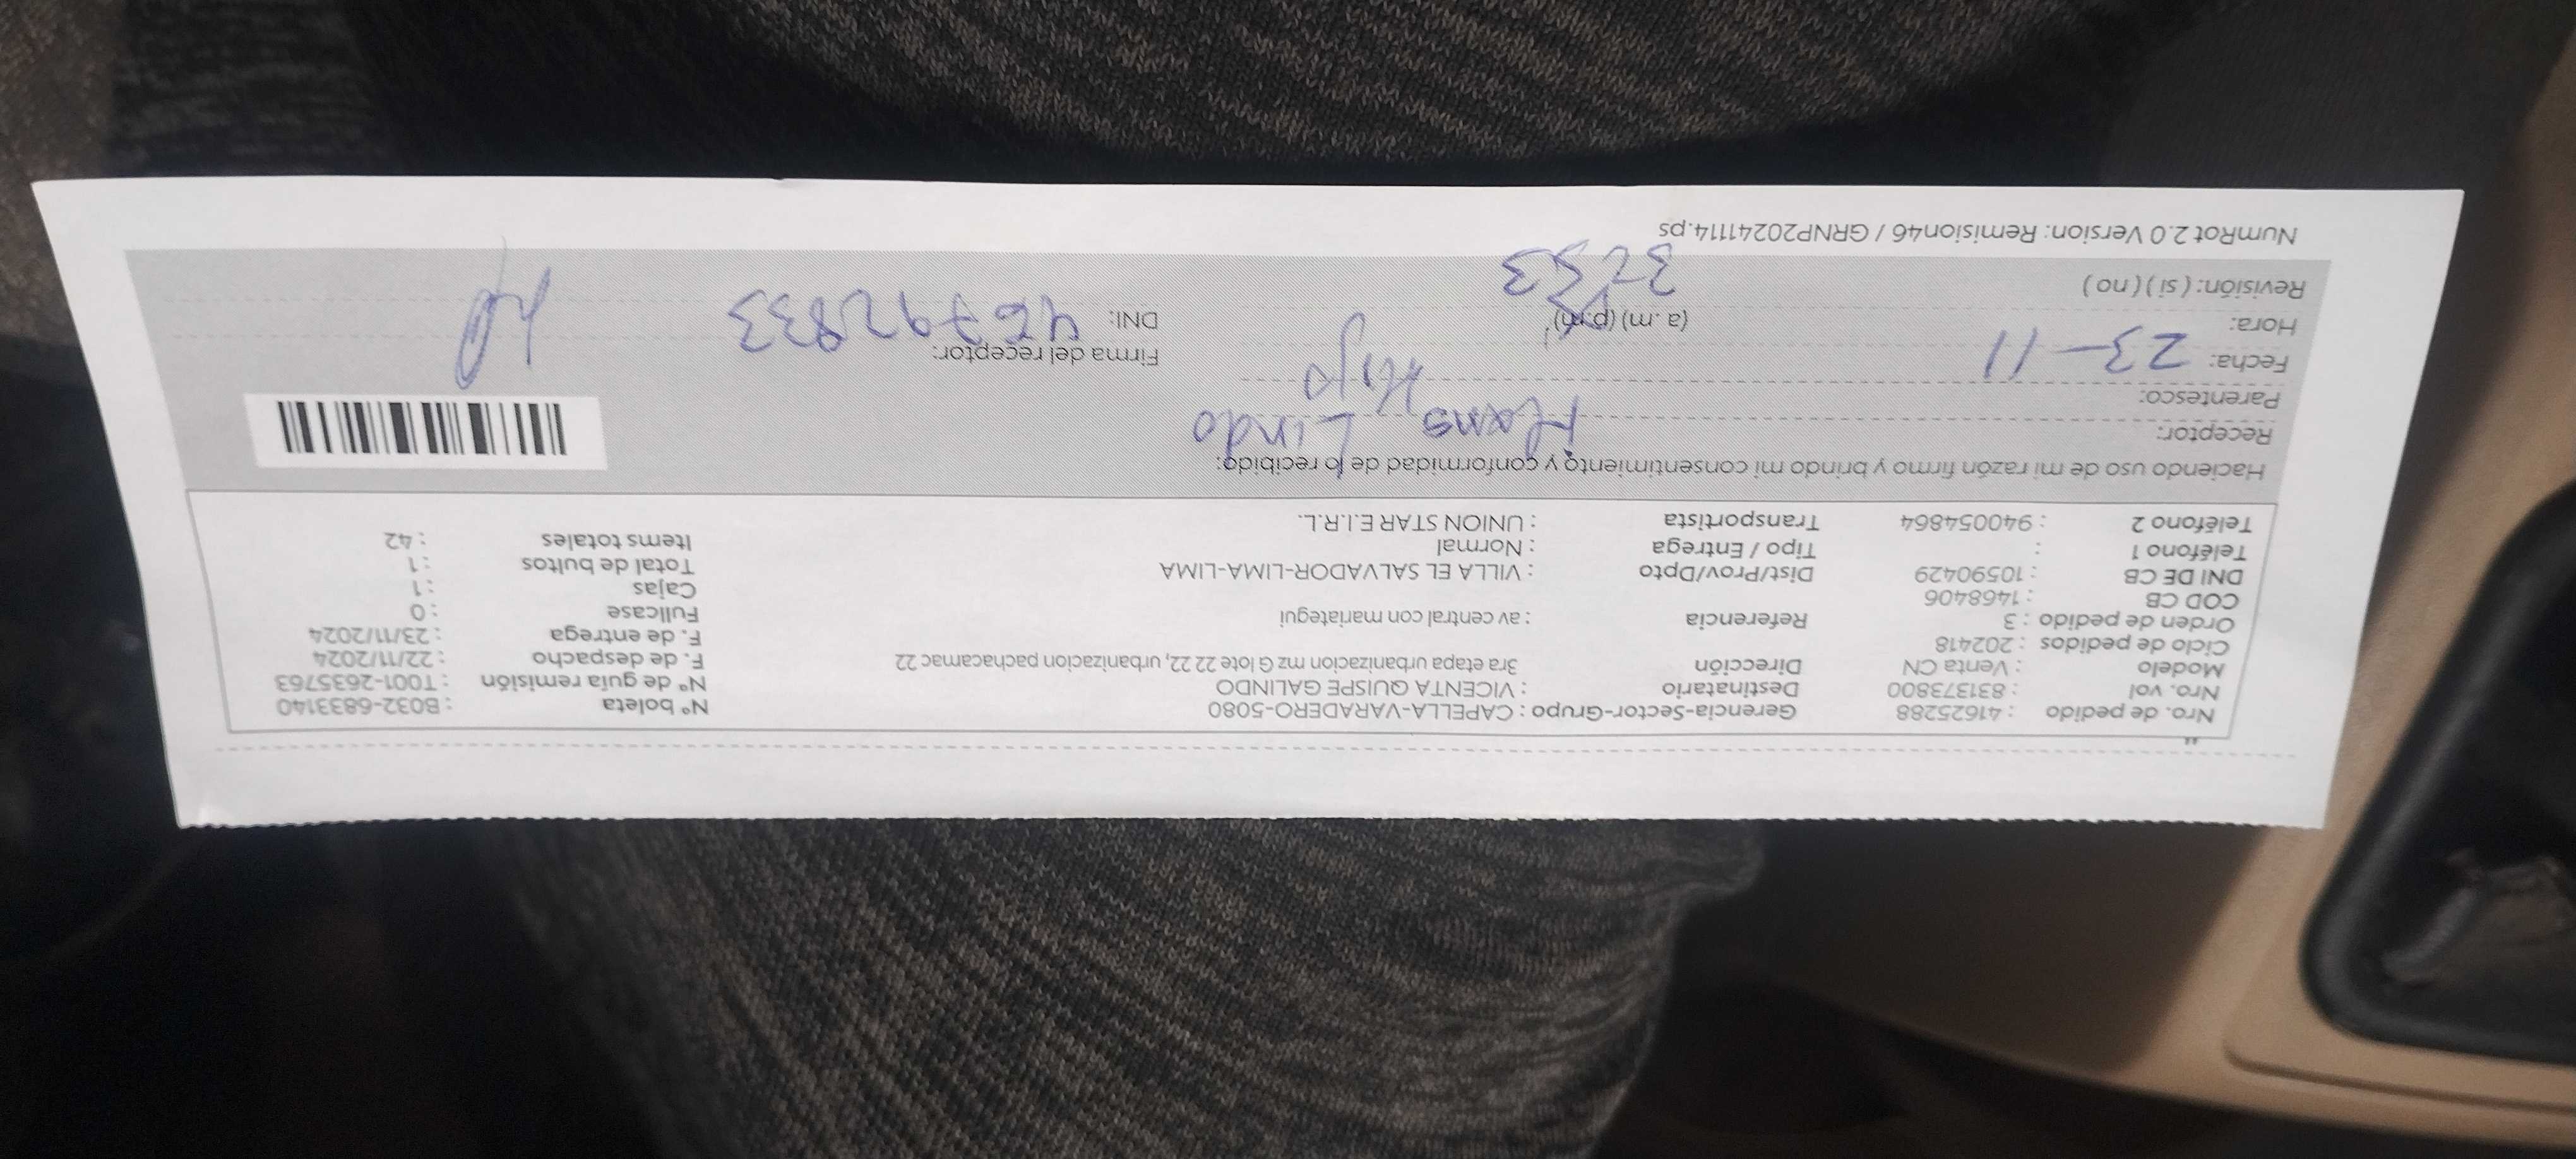 Nro. de pedido : 41625288 Gerencia-Sector-Grupo : CAPELLA-VARADERO-5080 N° boleta : B032-6833140
Nro. vol : 831373800 Destinatario : VICENTA QUISPE GALINDO N° de guía remisión : T001-2635763
Modelo : Venta CN Dirección 3ra etapa urbanizacion mz G lote 22 22, urbanizacion pachacamac 22 F. de despacho : 22/11/2024
Ciclo de pedidos : 202418 F. de entrega : 23/11/2024
Orden de pedido : 3 Referencia : av central con mariategui Fullcase : 0
COD CB : 1468406 Cajas : 1
DNI DE CB : 10590429 Dist/Prov/Dpto : VILLA EL SALVADOR-LIMA-LIMA Total de bultos : 1
Teléfono 1 : Tipo / Entrega : Normal Items totales : 42
Teléfono 2 : 940054864 Transportista : UNION STAR E.I.R.L.
Haciendo uso de mi razón firmo y brindo mi consentimiento y conformidad de lo recibido:
Receptor: Lindo
Parentesco: Hijo
Fecha: 23-11 Firma del receptor:
Hora: (a.m) (p.m) DNI: 46792833
Revisión: ( si ) ( no )
NumRot 2.0 Version: Remision46 / GRNP20241114.ps